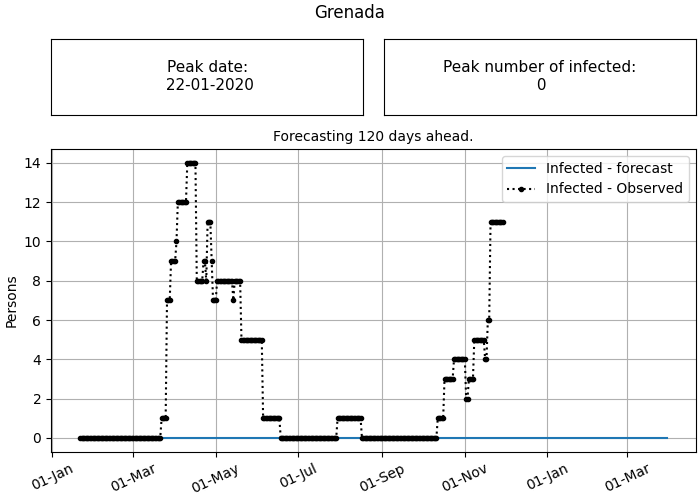 Grenada
Peak date:
22-01-2020
Peak number of infected:
0
Forecasting 120 days ahead.
Infected - forecast
Infected - Observed
Persons
14
12
10
8
6
4
2
0
01-Jan
01-Mar
01-May
01-Jul
01-Sep
01-Nov
01-Jan
01-Mar